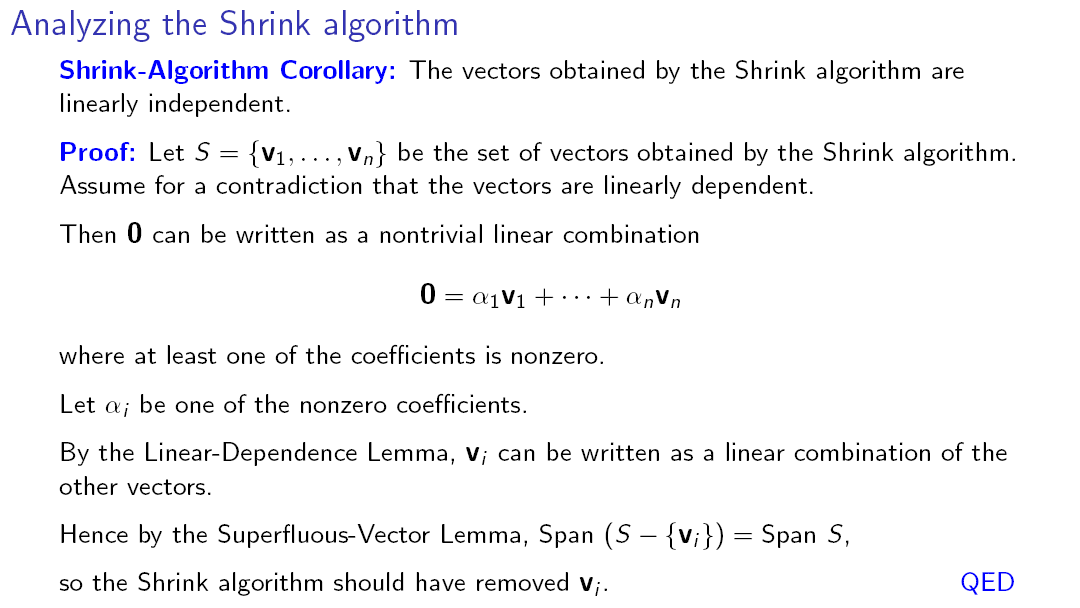 Analyzing the Shrink algorithm
Shrink-Algorithm Corollary: The vectors obtained by the Shrink algorithm are
linearly independent.
Proof: Let S = {v₁, . . . , vₙ} be the set of vectors obtained by the Shrink algorithm.
Assume for a contradiction that the vectors are linearly dependent.
Then 0 can be written as a nontrivial linear combination
0 = α₁v₁ + · · · + αₙvₙ
where at least one of the coefficients is nonzero.
Let αᵢ be one of the nonzero coefficients.
By the Linear-Dependence Lemma, vᵢ can be written as a linear combination of the
other vectors.
Hence by the Superfluous-Vector Lemma, Span (S − {vᵢ}) = Span S,
so the Shrink algorithm should have removed vᵢ. QED